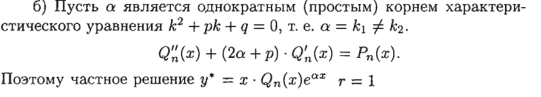 б) Пусть α является однократным (простым) корнем характери-
стического уравнения k² + pk + q = 0, т. е. α = k₁ ≠ k₂.
Q″ₙ(x) + (2α + p) · Q′ₙ(x) = Pₙ(x).
Поэтому частное решение y* = x · Qₙ(x)e^{αx} r = 1